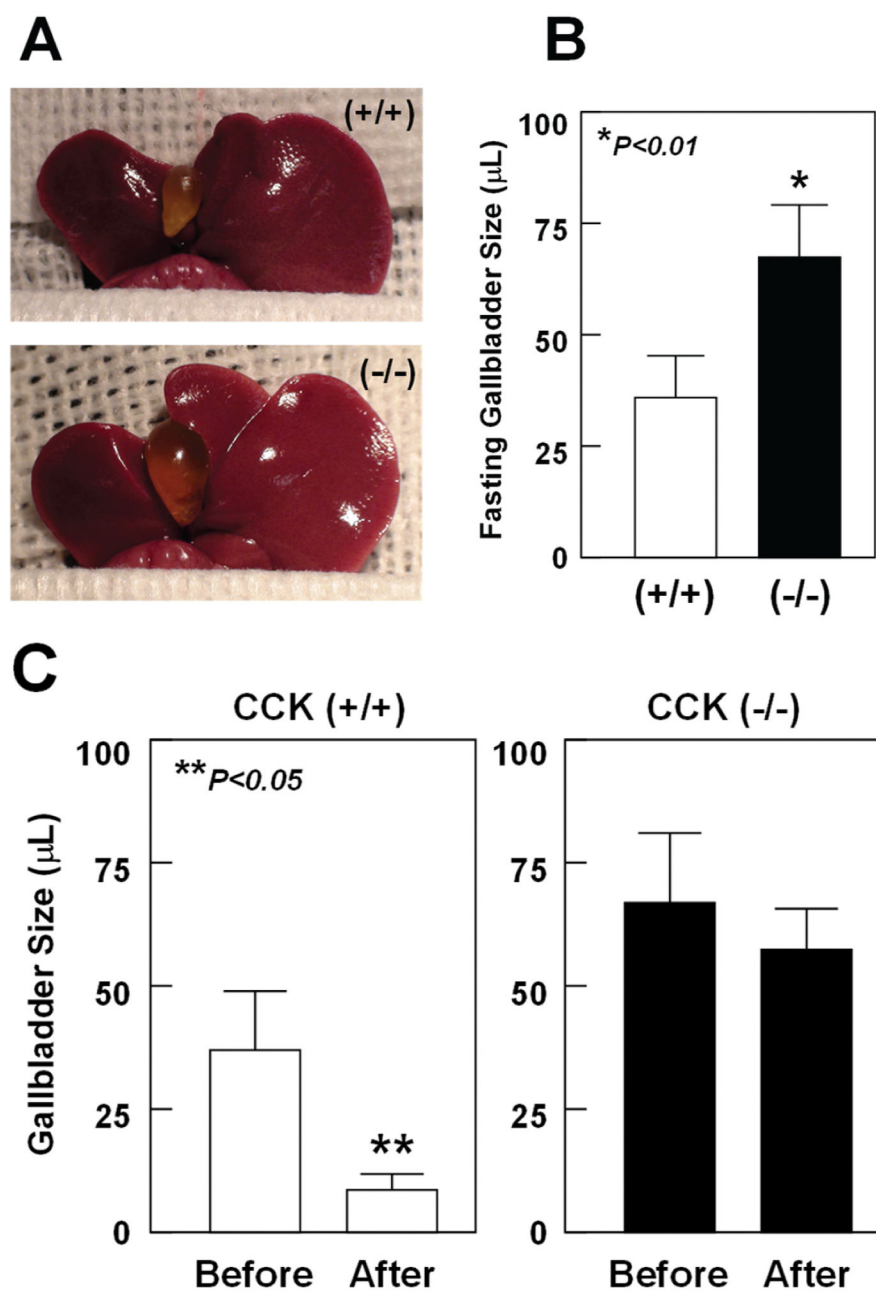 A
(+/+)
(-/-)
B
Fasting Gallbladder Size (μL)
100
75
50
25
0
*P<0.01
*
(+/+)
(-/-)
C
CCK (+/+)
Gallbladder Size (μL)
100
75
50
25
0
**P<0.05
**
Before After
CCK (-/-)
100
75
50
25
0
Before After